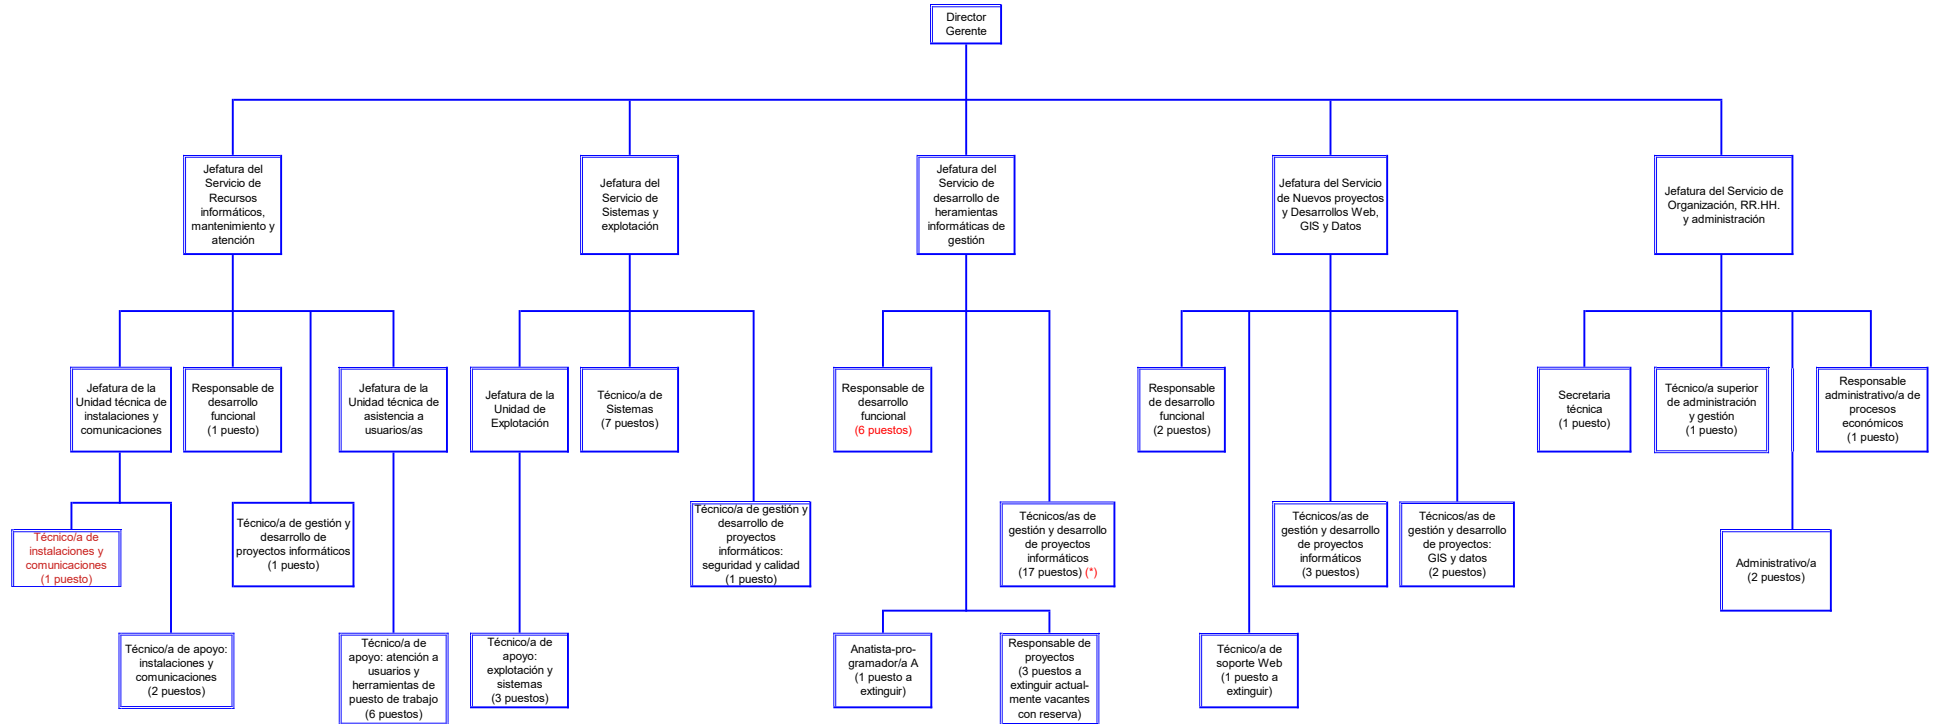 Director
Gerente
Jefatura del
Servicio de
Recursos
informáticos,
mantenimiento y
atención
Jefatura del
Servicio de
Sistemas y
explotación
Jefatura del
Servicio de
desarrollo de
heramientas
informáticas de
gestión
Jefatura del Servicio
de Nuevos proyectos
y Desarrollos Web,
GIS y Datos
Jefatura del Servicio de
Organización, RR.HH.
y administración
Jefatura de la
Unidad técnica de
instalaciones y
comunicaciones
Responsable de
desarrollo
funcional
(1 puesto)
Jefatura de la
Unidad técnica de
asistencia a
usuarios/as
Jefatura de la
Unidad de
Explotación
Técnico/a de
Sistemas
(7 puestos)
Responsable de
desarrollo
funcional
(6 puestos)
Responsable
de desarrollo
funcional
(2 puestos)
Secretaria
técnica
(1 puesto)
Técnico/a superior
de administración
y gestión
(1 puesto)
Responsable
administrativo/a de
procesos
económicos
(1 puesto)
Técnico/a de
instalaciones y
comunicaciones
(1 puesto)
Técnico/a de gestión y
desarrollo de
proyectos informáticos
(1 puesto)
Técnico/a de gestión y
desarrollo de
proyectos
informáticos:
seguridad y calidad
(1 puesto)
Técnicos/as de
gestión y desarrollo
de proyectos
informáticos
(17 puestos) (*)
Técnicos/as de
gestión y desarrollo
de proyectos
informáticos
(3 puestos)
Técnicos/as de
gestión y desarrollo
de proyectos:
GIS y datos
(2 puestos)
Administrativo/a
(2 puestos)
Técnico/a de apoyo:
instalaciones y
comunicaciones
(2 puestos)
Técnico/a de
apoyo: atención a
usuarios y
herramientas de
puesto de trabajo
(6 puestos)
Técnico/a de
apoyo:
explotación y
sistemas
(3 puestos)
Anatista-pro-
gramador/a A
(1 puesto a
extinguir)
Responsable de
proyectos
(3 puestos a
extinguir actual-
mente vacantes
con reserva)
Técnico/a de
soporte Web
(1 puesto a
extinguir)